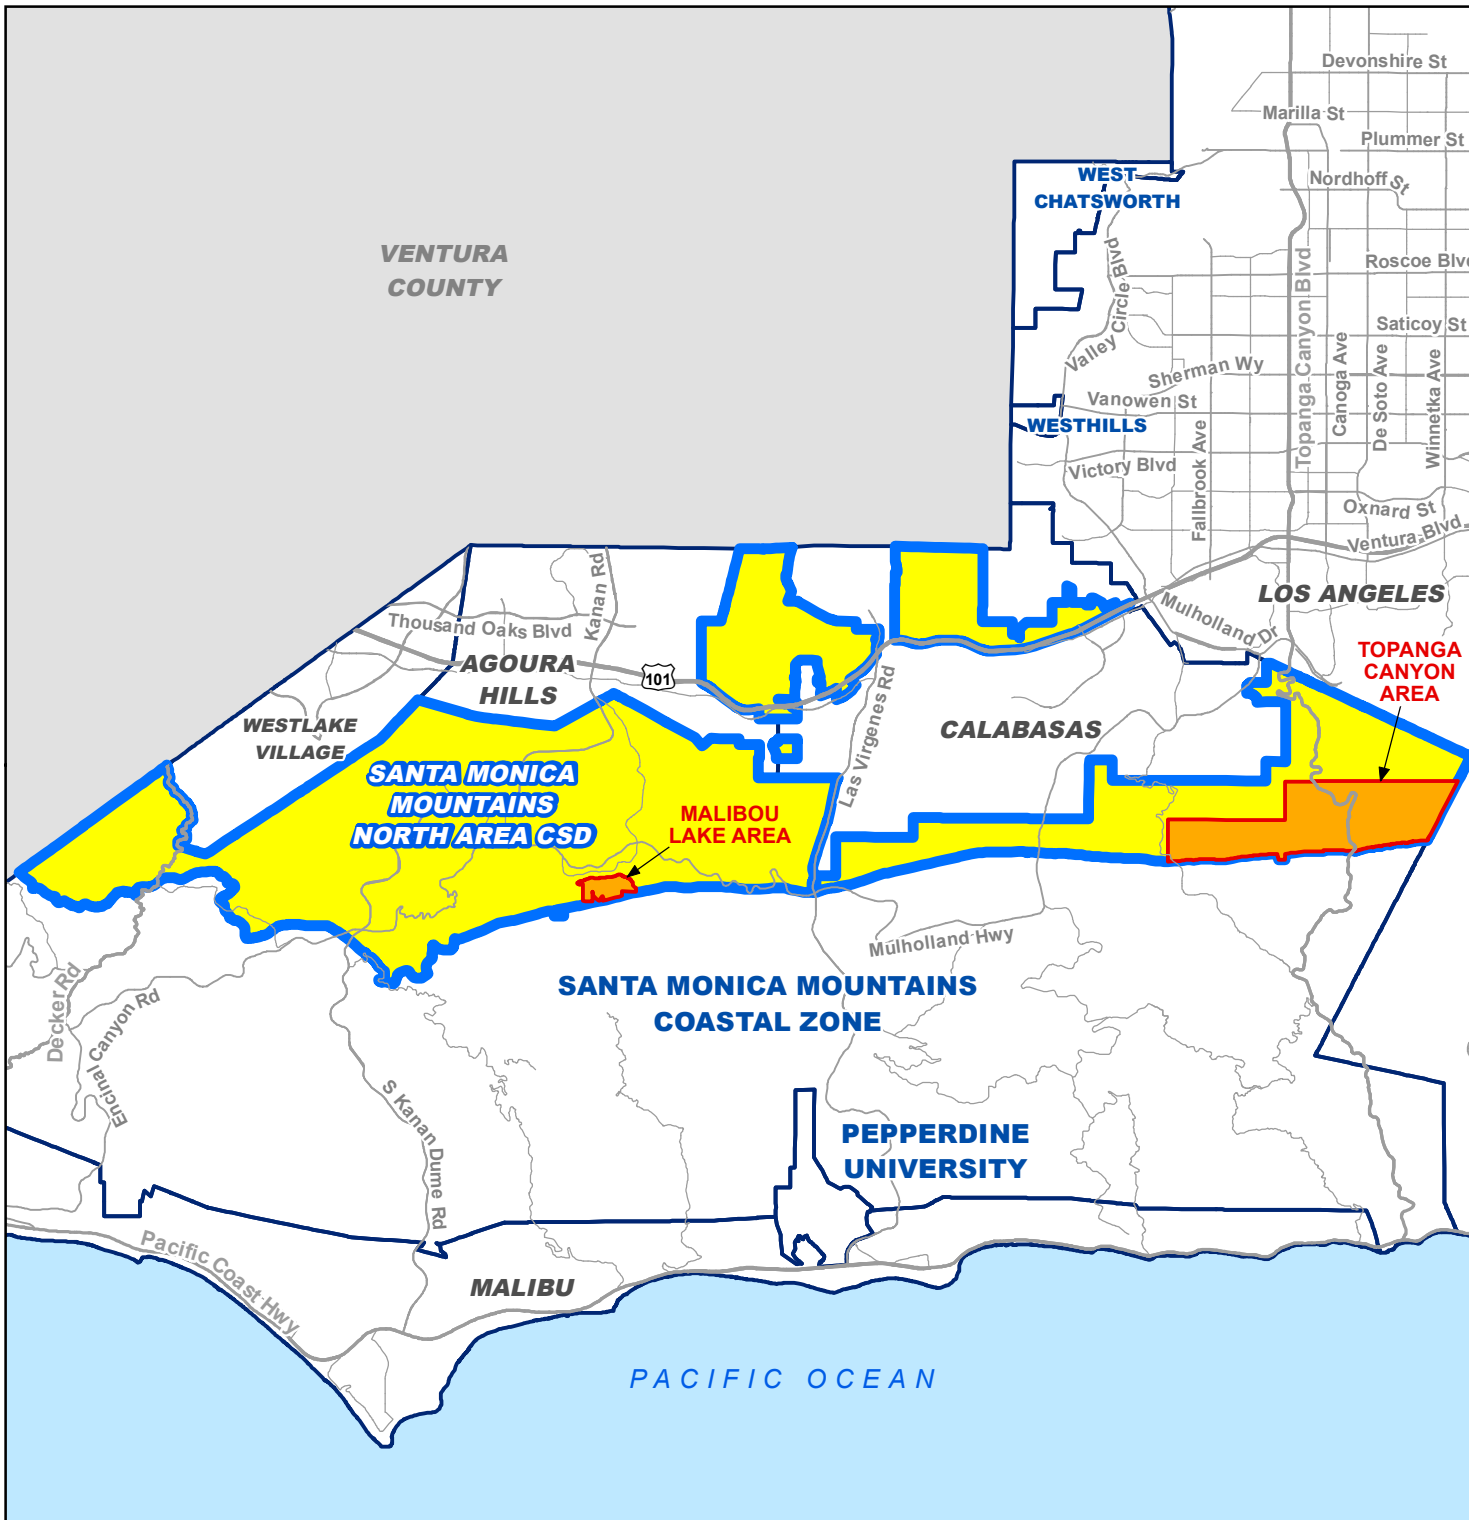 Devonshire St
Marilla St
Plummer St
WEST
CHATSWORTH
Nordhoff St
VENTURA
COUNTY
Valley Circle Blvd
Topanga Canyon Blvd
Roscoe Blvd
Saticoy St
Sherman Wy
Canoga Ave
De Soto Ave
Winnetka Ave
Vanowen St
WESTHILLS
Victory Blvd
Fallbrook Ave
Oxnard St
Ventura Blvd
Kanan Rd
Thousand Oaks Blvd
Mulholland Dr
LOS ANGELES
AGOURA
HILLS
101
TOPANGA
CANYON
AREA
WESTLAKE
VILLAGE
Las Virgenes Rd
CALABASAS
SANTA MONICA
MOUNTAINS
NORTH AREA CSD
MALIBOU
LAKE AREA
Mulholland Hwy
Decker Rd
Encinal Canyon Rd
SANTA MONICA MOUNTAINS
COASTAL ZONE
S Kanan Dume Rd
PEPPERDINE
UNIVERSITY
Pacific Coast Hwy
MALIBU
PACIFIC OCEAN